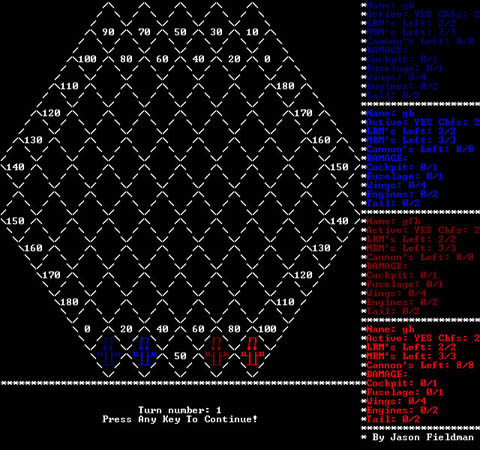 90 70 50 30 10
100 80 60 40 20 0
110 180
120 170
130 160
140 150
150 140
160 130
170 120
180 110
0 20 40 60 80 100
50
Turn number: 1
Press Any Key To Continue!
Name: gh
Active: YES Chfs: 2
LRM's Left: 2/2
MRM's Left: 3/3
Cannon's Left: 8/8
DAMAGE:
Cockpit: 0/1
Fuselage: 0/1
Wings: 0/4
Engines: 0/2
Tail: 0/2
Name: gh
Active: YES Chfs: 2
LRM's Left: 2/2
MRM's Left: 3/3
Cannon's Left: 8/8
DAMAGE:
Cockpit: 0/1
Fuselage: 0/1
Wings: 0/4
Engines: 0/2
Tail: 0/2
Name: gfh
Active: YES Chfs: 2
LRM's Left: 2/2
MRM's Left: 3/3
Cannon's Left: 8/8
DAMAGE:
Cockpit: 0/1
Fuselage: 0/1
Wings: 0/4
Engines: 0/2
Tail: 0/2
Name: gh
Active: YES Chfs: 2
LRM's Left: 2/2
MRM's Left: 3/3
Cannon's Left: 8/8
DAMAGE:
Cockpit: 0/1
Fuselage: 0/1
Wings: 0/4
Engines: 0/2
Tail: 0/2
By Jason Fieldman